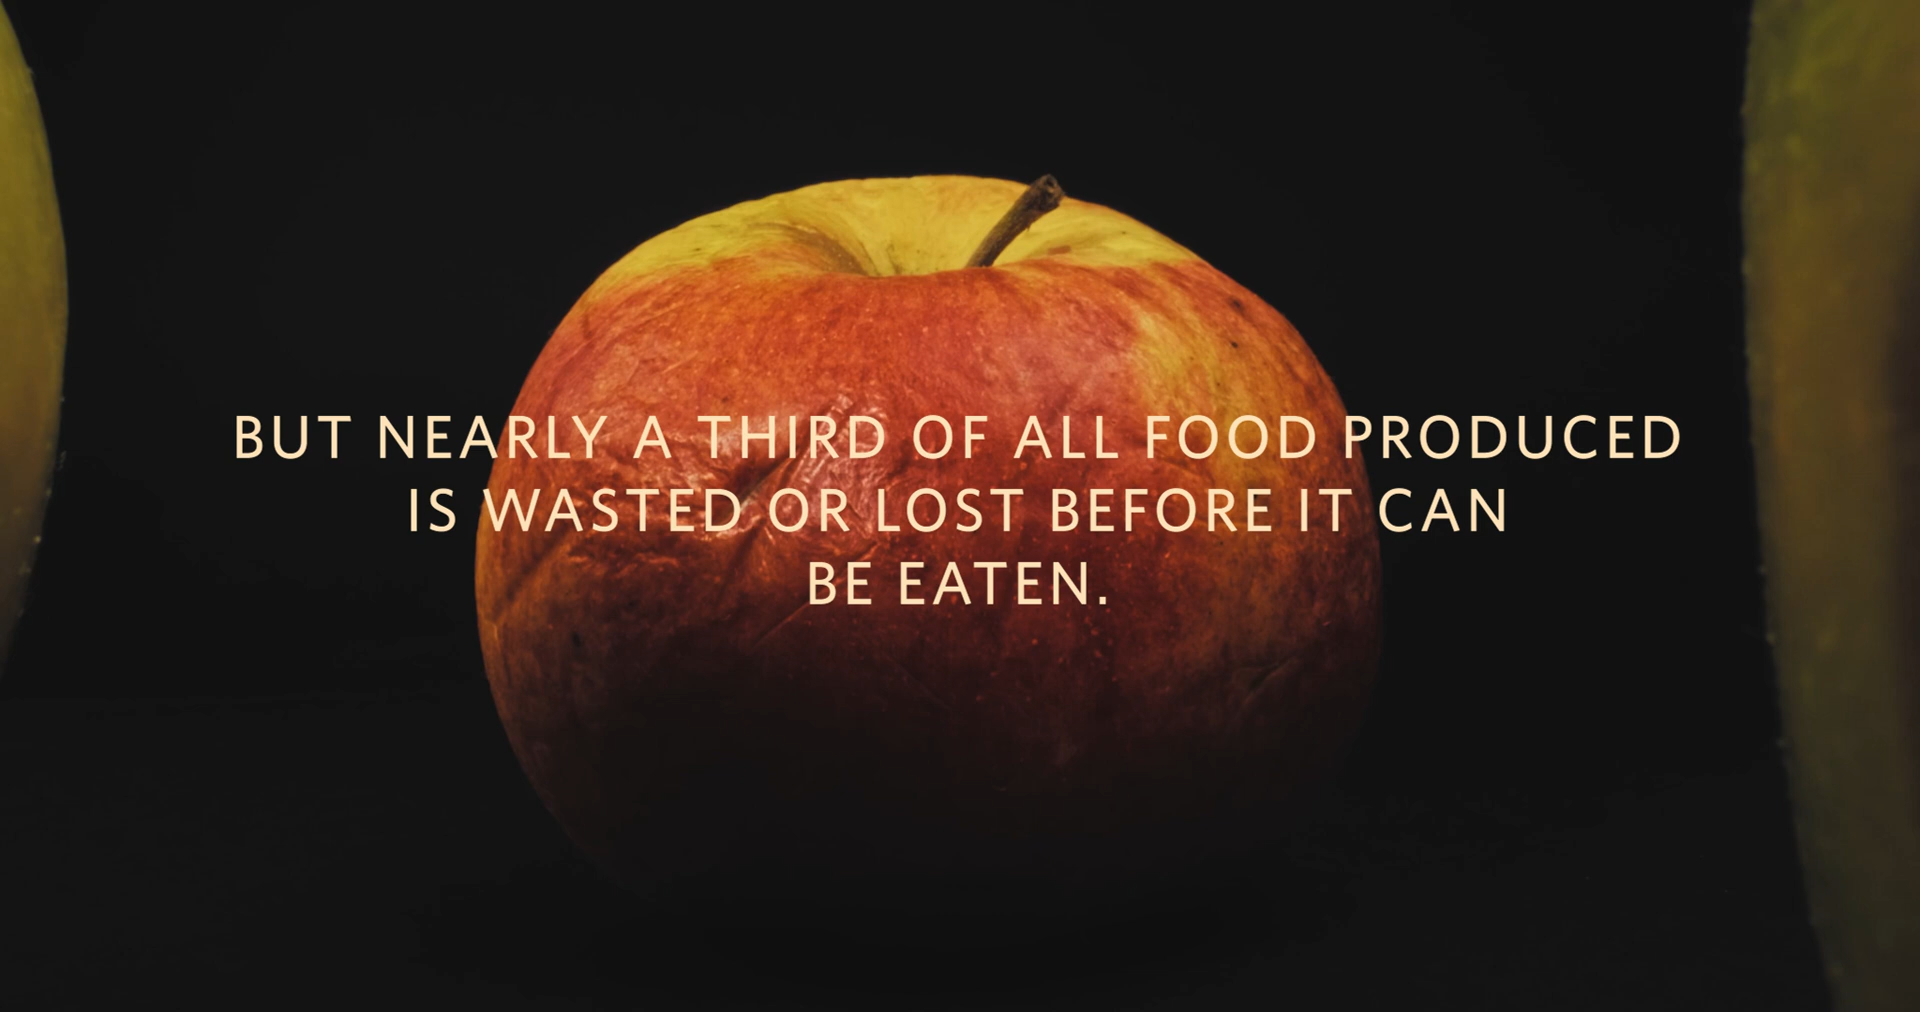 BUT NEARLY A THIRD OF ALL FOOD PRODUCED
IS WASTED OR LOST BEFORE IT CAN
BE EATEN.